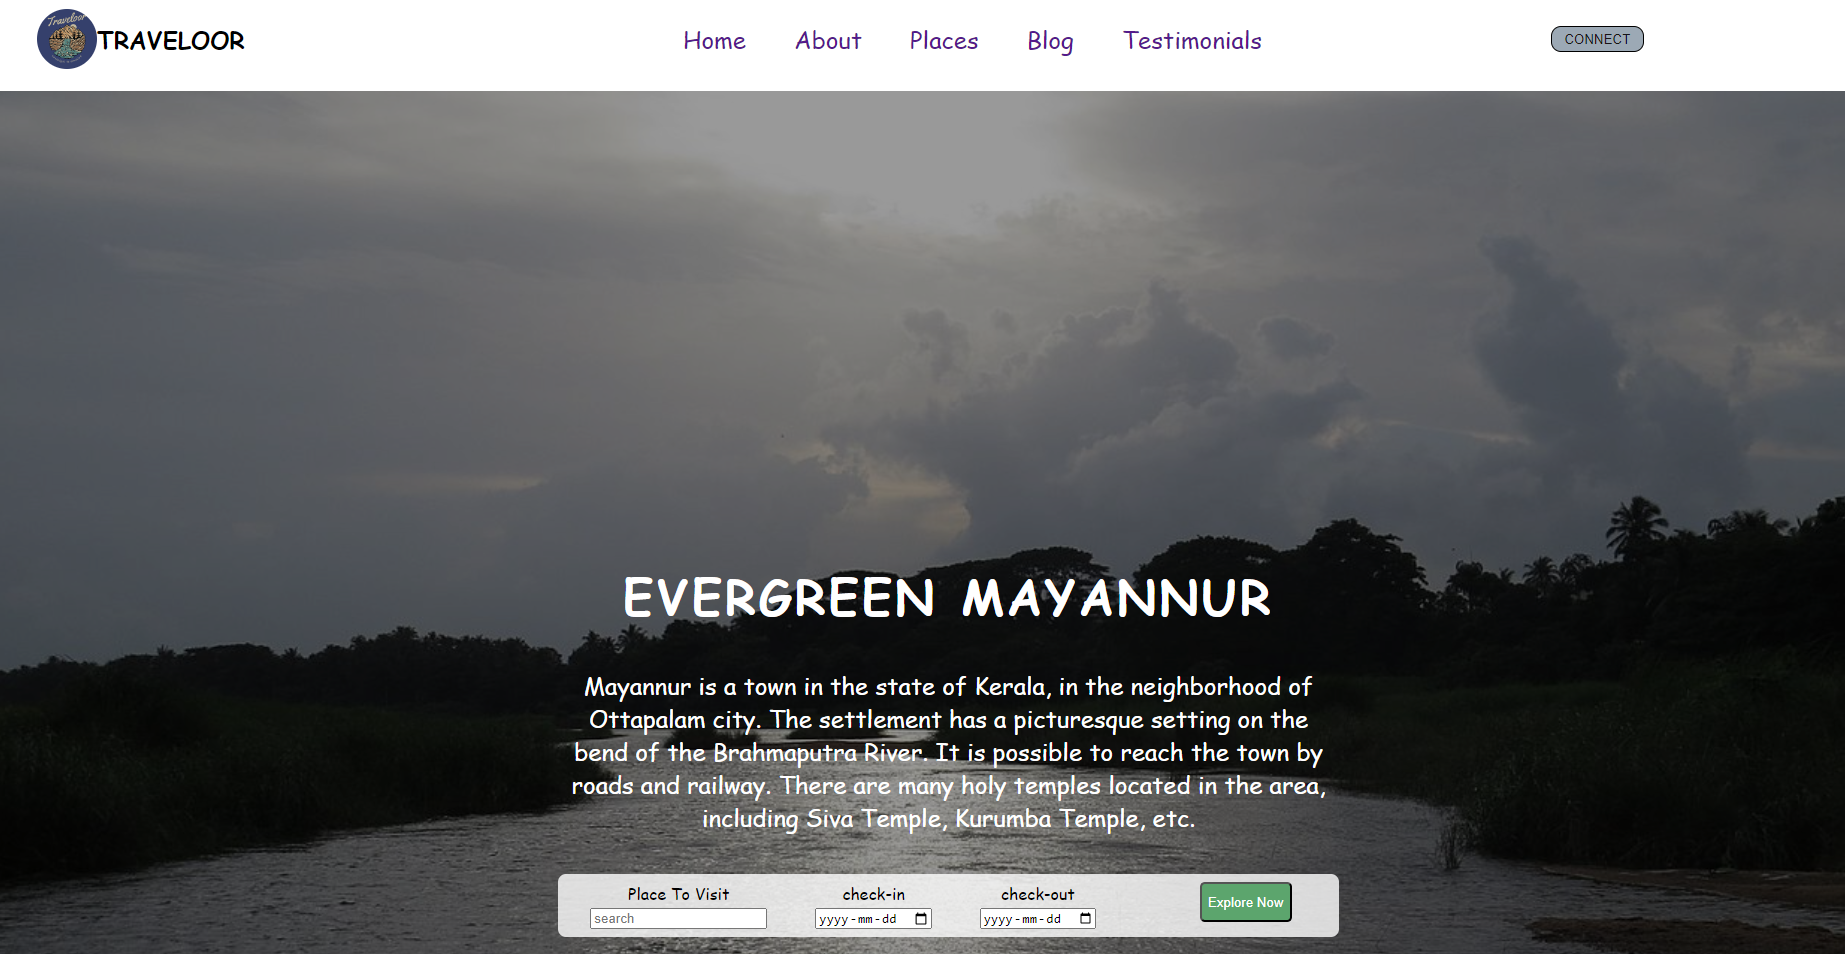 Traveloor
TRAVELOOR
Home
About
Places
Blog
Testimonials
CONNECT
EVERGREEN MAYANNUR
Mayannur is a town in the state of Kerala, in the neighborhood of
Ottapalam city. The settlement has a picturesque setting on the
bend of the Brahmaputra River. It is possible to reach the town by
roads and railway. There are many holy temples located in the area,
including Siva Temple, Kurumba Temple, etc.
Place To Visit
check-in
check-out
search
yyyy-mm-dd
yyyy-mm-dd
Explore Now